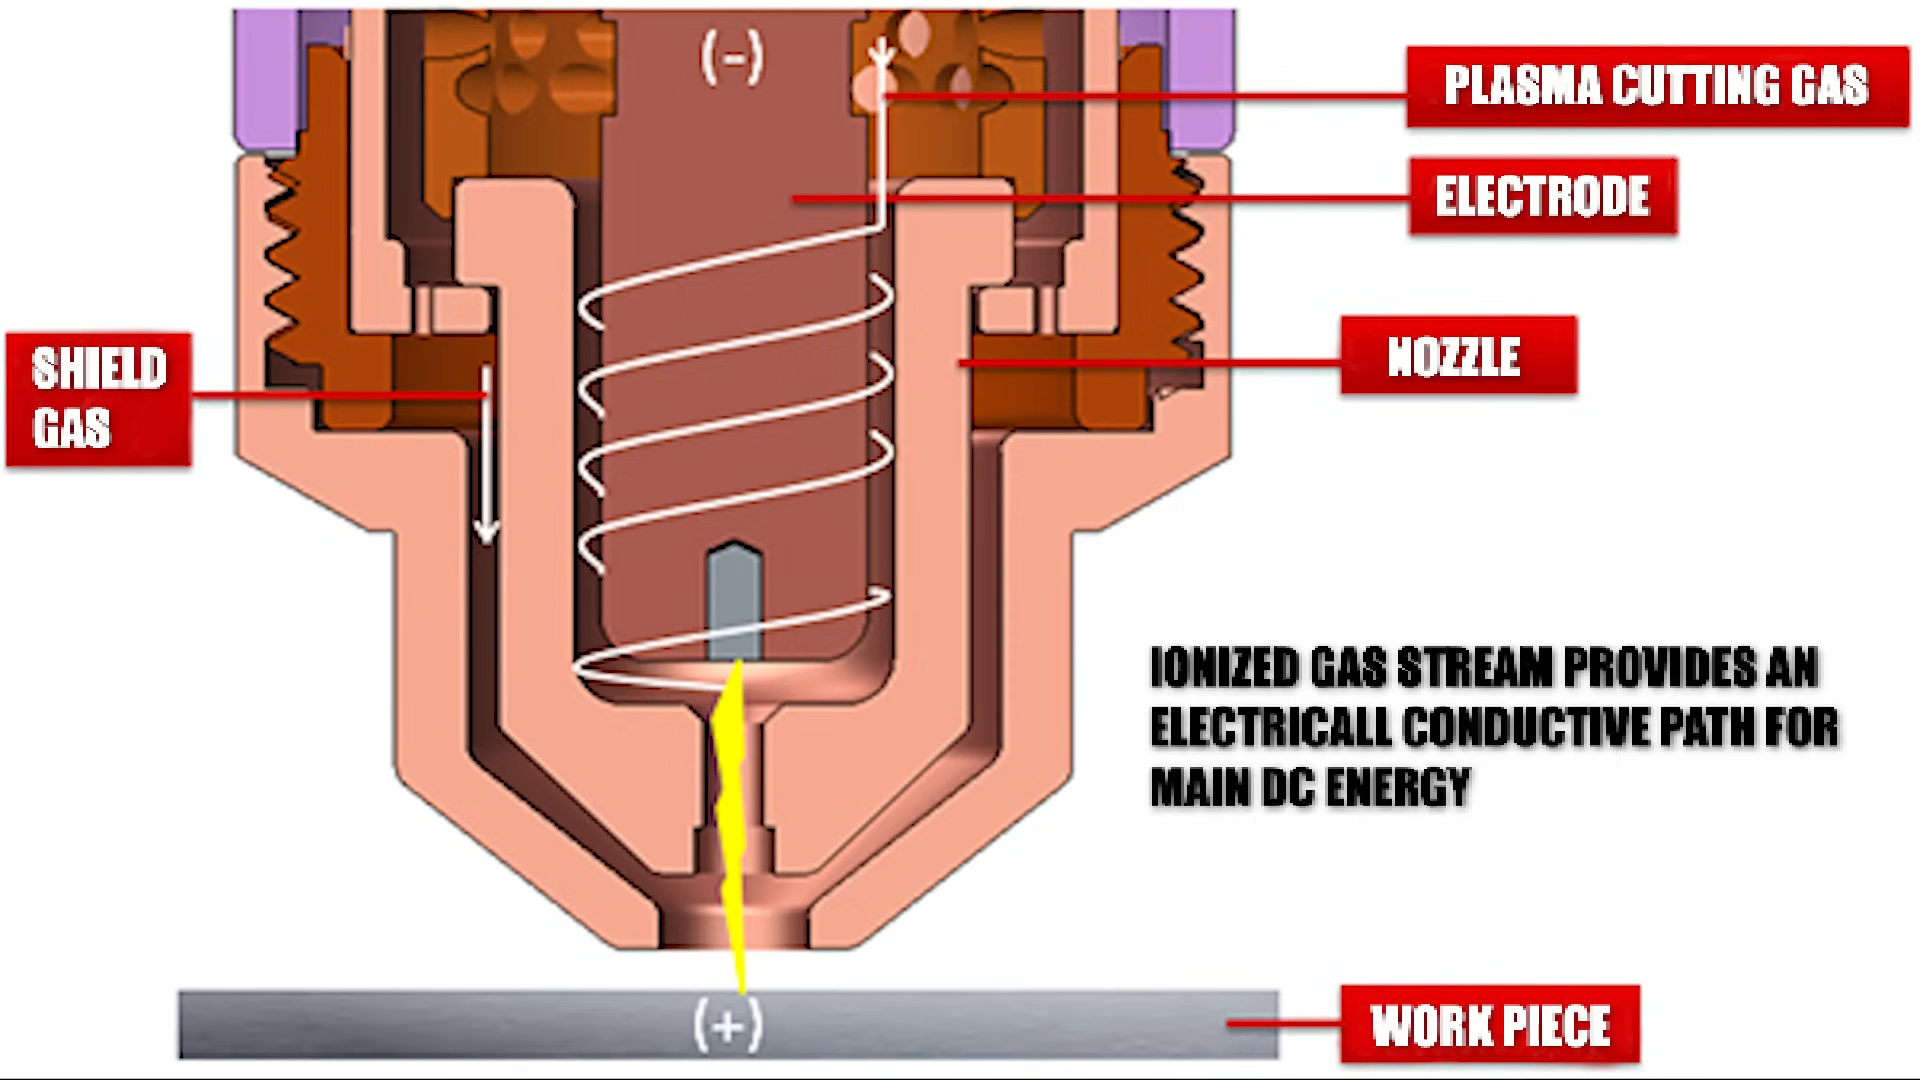 (-)
PLASMA CUTTING GAS
ELECTRODE
NOZZLE
SHIELD
GAS
IONIZED GAS STREAM PROVIDES AN
ELECTRICALL CONDUCTIVE PATH FOR
MAIN DC ENERGY
(+)
WORK PIECE